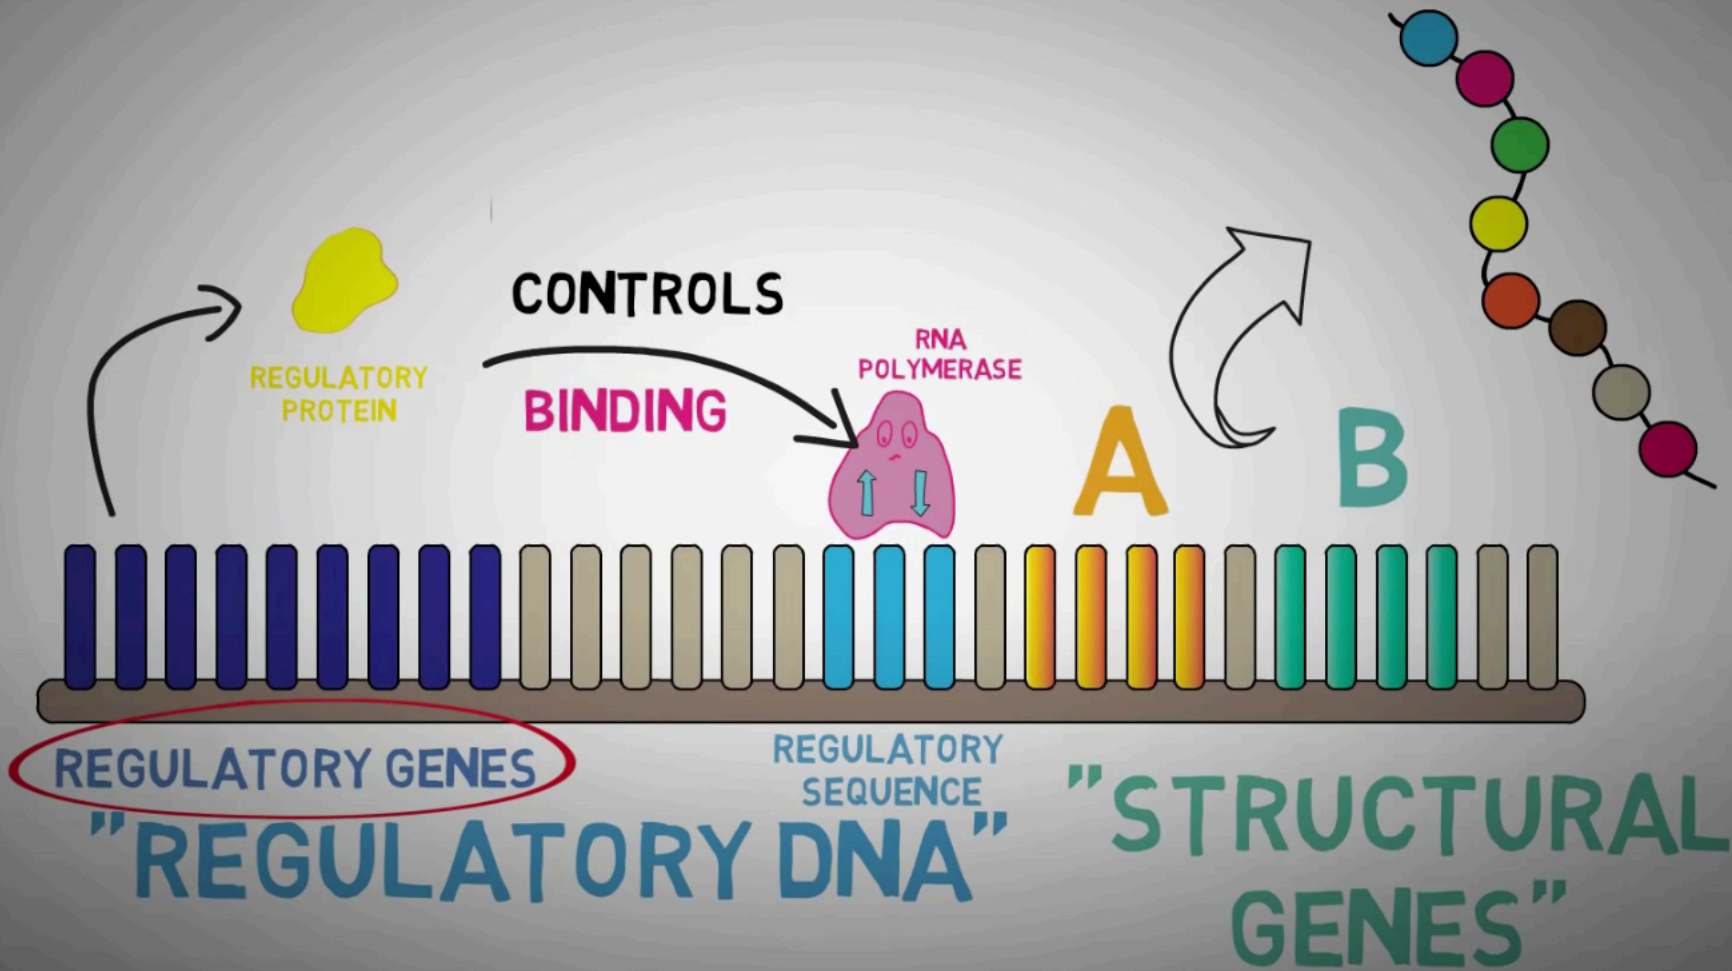 CONTROLS
RNA
POLYMERASE
REGULATORY
PROTEIN
BINDING
A
B
REGULATORY GENES
REGULATORY
SEQUENCE
"REGULATORY DNA"
"STRUCTURAL
GENES"